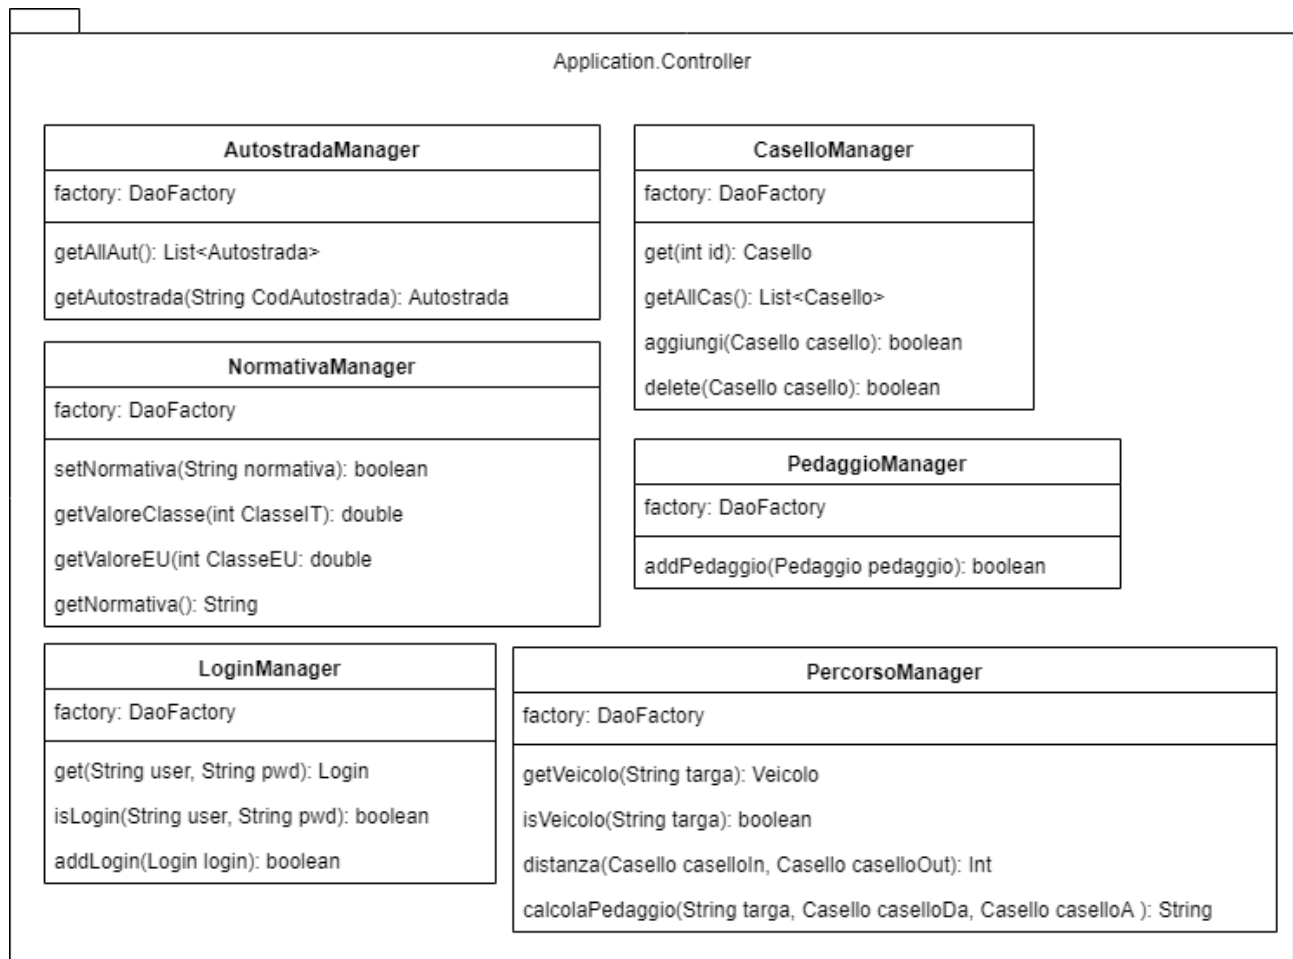 Application.Controller
AutostradaManager
factory: DaoFactory
getAllAut(): List<Autostrada>
getAutostrada(String CodAutostrada): Autostrada
CaselloManager
factory: DaoFactory
get(int id): Casello
getAllCas(): List<Casello>
aggiungi(Casello casello): boolean
delete(Casello casello): boolean
NormativaManager
factory: DaoFactory
setNormativa(String normativa): boolean
getValoreClasse(int ClasseIT): double
getValoreEU(int ClasseEU: double
getNormativa(): String
PedaggioManager
factory: DaoFactory
addPedaggio(Pedaggio pedaggio): boolean
LoginManager
factory: DaoFactory
get(String user, String pwd): Login
isLogin(String user, String pwd): boolean
addLogin(Login login): boolean
PercorsoManager
factory: DaoFactory
getVeicolo(String targa): Veicolo
isVeicolo(String targa): boolean
distanza(Casello caselloIn, Casello caselloOut): Int
calcolaPedaggio(String targa, Casello caselloDa, Casello caselloA ): String